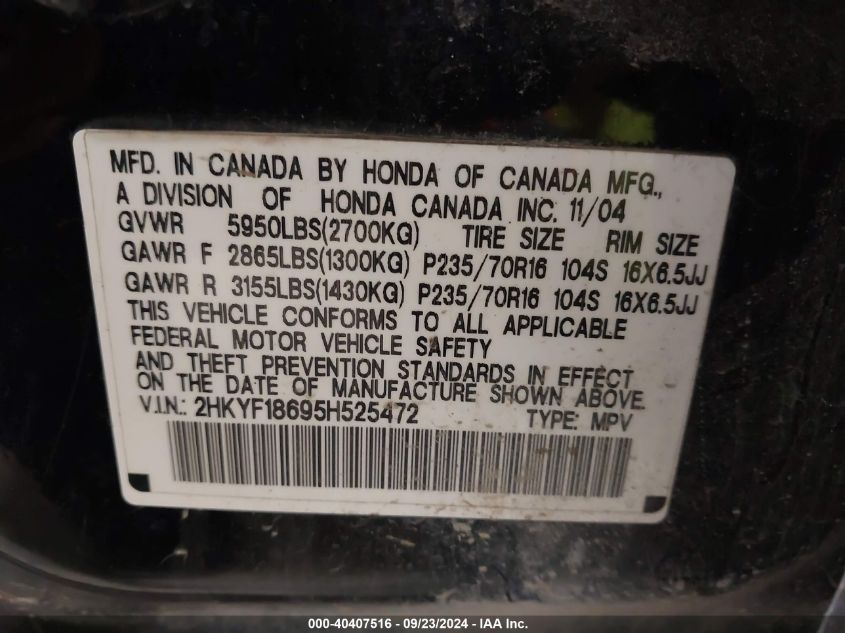 MFD. IN CANADA BY HONDA OF CANADA MFG.,
A DIVISION OF HONDA CANADA INC. 11/04
GVWR 5950LBS(2700KG) TIRE SIZE RIM SIZE
GAWR F 2865LBS(1300KG) P235/70R16 104S 16X6.5JJ
GAWR R 3155LBS(1430KG) P235/70R16 104S 16X6.5JJ
THIS VEHICLE CONFORMS TO ALL APPLICABLE
FEDERAL MOTOR VEHICLE SAFETY
AND THEFT PREVENTION STANDARDS IN EFFECT
ON THE DATE OF MANUFACTURE SHOWN ABOVE.
V.I.N.: 2HKYF18695H525472 TYPE: MPV
000-40407516 - 09/23/2024 - IAA Inc.